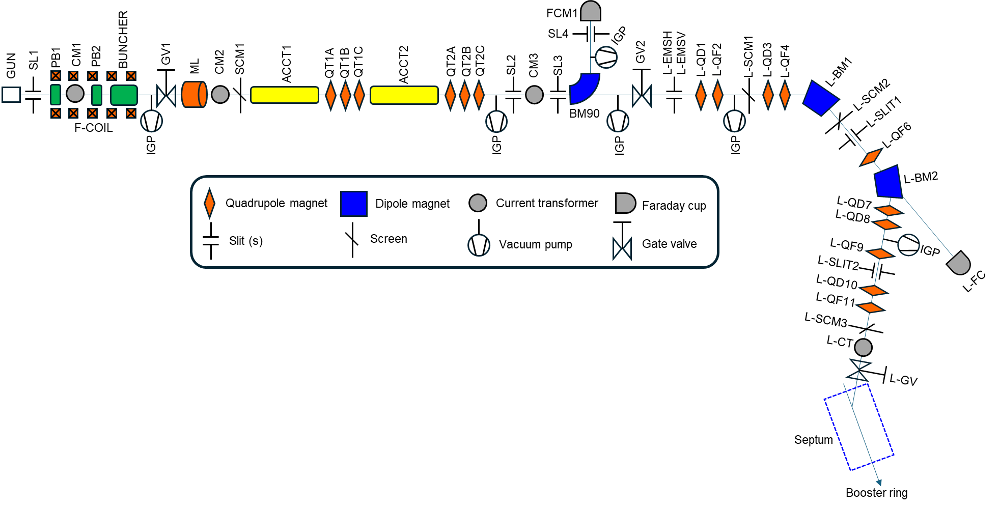 GUN
SL1
PB1
CM1
PB2
BUNCHER
F-COIL
IGP
GV1
ML
CM2
SCM1
ACCT1
QT1A
QT1B
QT1C
ACCT2
QT2A
QT2B
QT2C
IGP
SL2
CM3
SL3
BM90
FCM1
SL4
IGP
IGP
GV2
L-EMSH
L-EMSV
L-QD1
L-QF2
IGP
L-SCM1
L-QD3
L-QF4
L-BM1
L-SCM2
L-SLIT1
L-QF6
L-BM2
L-QD7
L-QD8
L-QF9
IGP
L-SLIT2
L-FC
L-QD10
L-QF11
L-SCM3
L-CT
L-GV
Septum
Booster ring
Quadrupole magnet
Dipole magnet
Current transformer
Faraday cup
Slit (s)
Screen
Vacuum pump
Gate valve